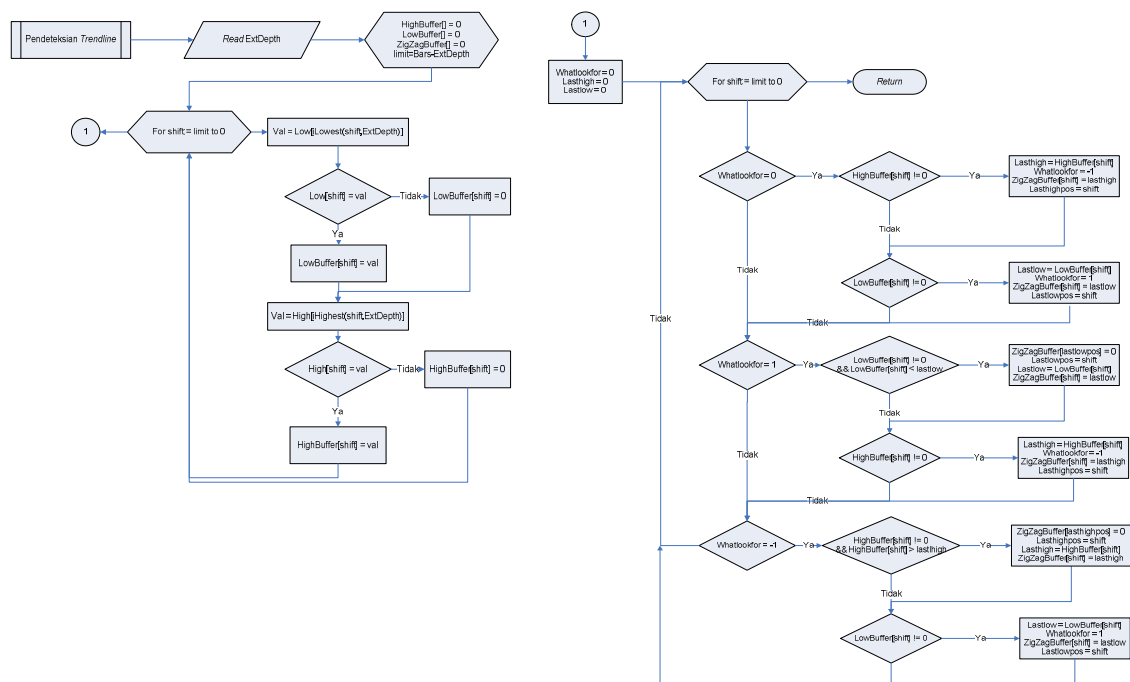 Pendeteksian Trendline
Read ExtDepth
HighBuffer[] = 0
LowBuffer[] = 0
ZigZagBuffer[] = 0
limit=Bars-ExtDepth
1
For shift = limit to 0
Val = Low[Lowest(shift,ExtDepth)]
Low[shift] = val
Tidak
LowBuffer[shift] = 0
Ya
LowBuffer[shift] = val
Val = High[Highest(shift,ExtDepth)]
High[shift] = val
Tidak
HighBuffer[shift] = 0
Ya
HighBuffer[shift] = val
1
Whatlookfor = 0
Lasthigh = 0
Lastlow = 0
For shift = limit to 0
Return
Whatlookfor = 0
Ya
HighBuffer[shift] != 0
Ya
Lasthigh = HighBuffer[shift]
Whatlookfor = -1
ZigZagBuffer[shift] = lasthigh
Lasthighpos = shift
Tidak
Tidak
LowBuffer[shift] != 0
Ya
Lastlow = LowBuffer[shift]
Whatlookfor = 1
ZigZagBuffer[shift] = lastlow
Lastlowpos = shift
Tidak
Tidak
Whatlookfor = 1
Ya
LowBuffer[shift] != 0
&& LowBuffer[shift] < lastlow
Ya
ZigZagBuffer[lastlowpos] = 0
Lastlowpos = shift
Lastlow = LowBuffer[shift]
ZigZagBuffer[shift] = lastlow
Tidak
Tidak
HighBuffer[shift] != 0
Ya
Lasthigh = HighBuffer[shift]
Whatlookfor = -1
ZigZagBuffer[shift] = lasthigh
Lasthighpos = shift
Tidak
Whatlookfor = -1
Ya
HighBuffer[shift] != 0
&& HighBuffer[shift] > lasthigh
Ya
ZigZagBuffer[lasthighpos] = 0
Lasthighpos = shift
Lasthigh = HighBuffer[shift]
ZigZagBuffer[shift] = lasthigh
Tidak
LowBuffer[shift] != 0
Ya
Lastlow = LowBuffer[shift]
Whatlookfor = 1
ZigZagBuffer[shift] = lastlow
Lastlowpos = shift